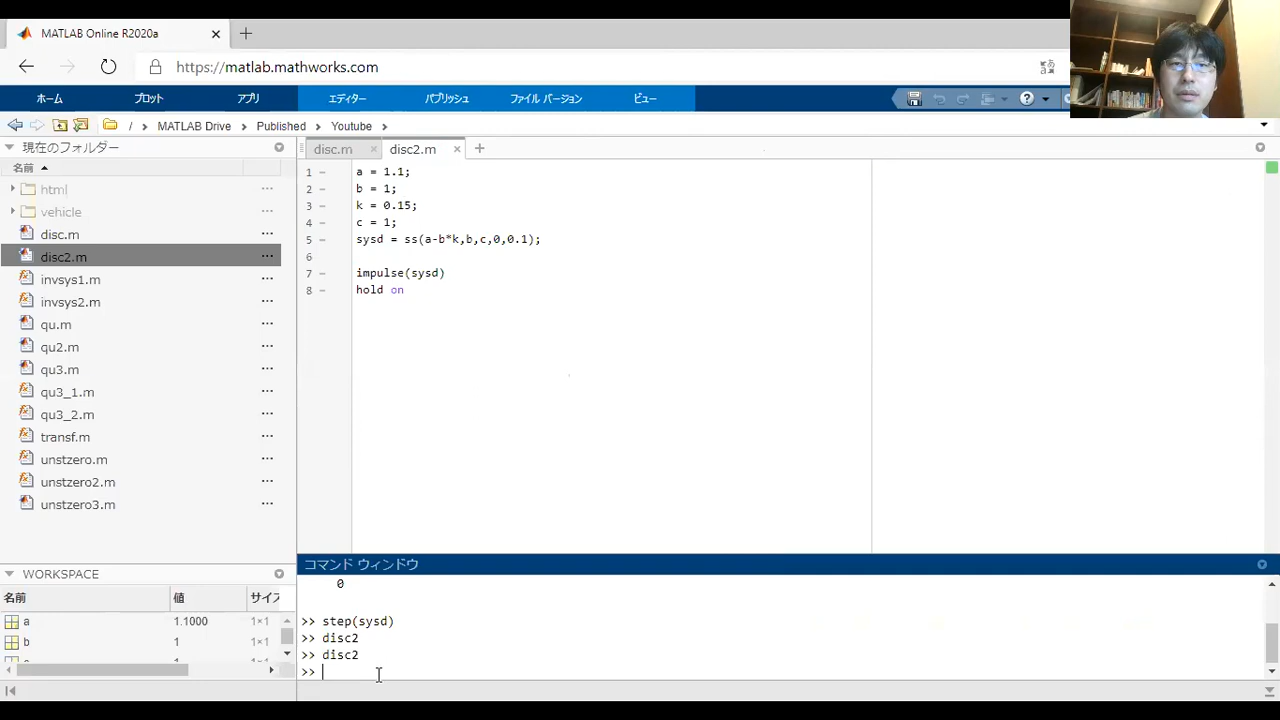 MATLAB Online R2020a
https://matlab.mathworks.com
ホーム プロット アプリ エディター パブリッシュ ファイル バージョン ビュー
/ MATLAB Drive Published Youtube
現在のフォルダー
disc.m disc2.m
名前
html
vehicle
disc.m
disc2.m
invsys1.m
invsys2.m
qu.m
qu2.m
qu3.m
qu3_1.m
qu3_2.m
transf.m
unstzero.m
unstzero2.m
unstzero3.m
1 a = 1.1;
2 b = 1;
3 k = 0.15;
4 c = 1;
5 sysd = ss(a-b*k,b,c,0,0.1);
6
7 impulse(sysd)
8 hold on
WORKSPACE
名前 値 サイズ
a 1.1000 1×1
b 1 1×1
コマンド ウィンドウ
0
>> step(sysd)
>> disc2
>> disc2
>>